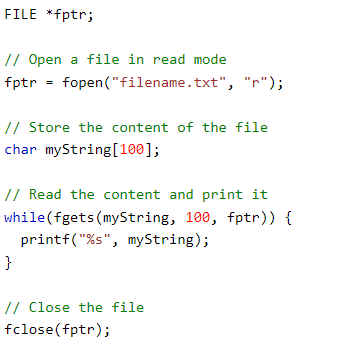 FILE *fptr;
// Open a file in read mode
fptr = fopen("filename.txt", "r");
// Store the content of the file
char myString[100];
// Read the content and print it
while(fgets(myString, 100, fptr)) {
  printf("%s", myString);
}
// Close the file
fclose(fptr);